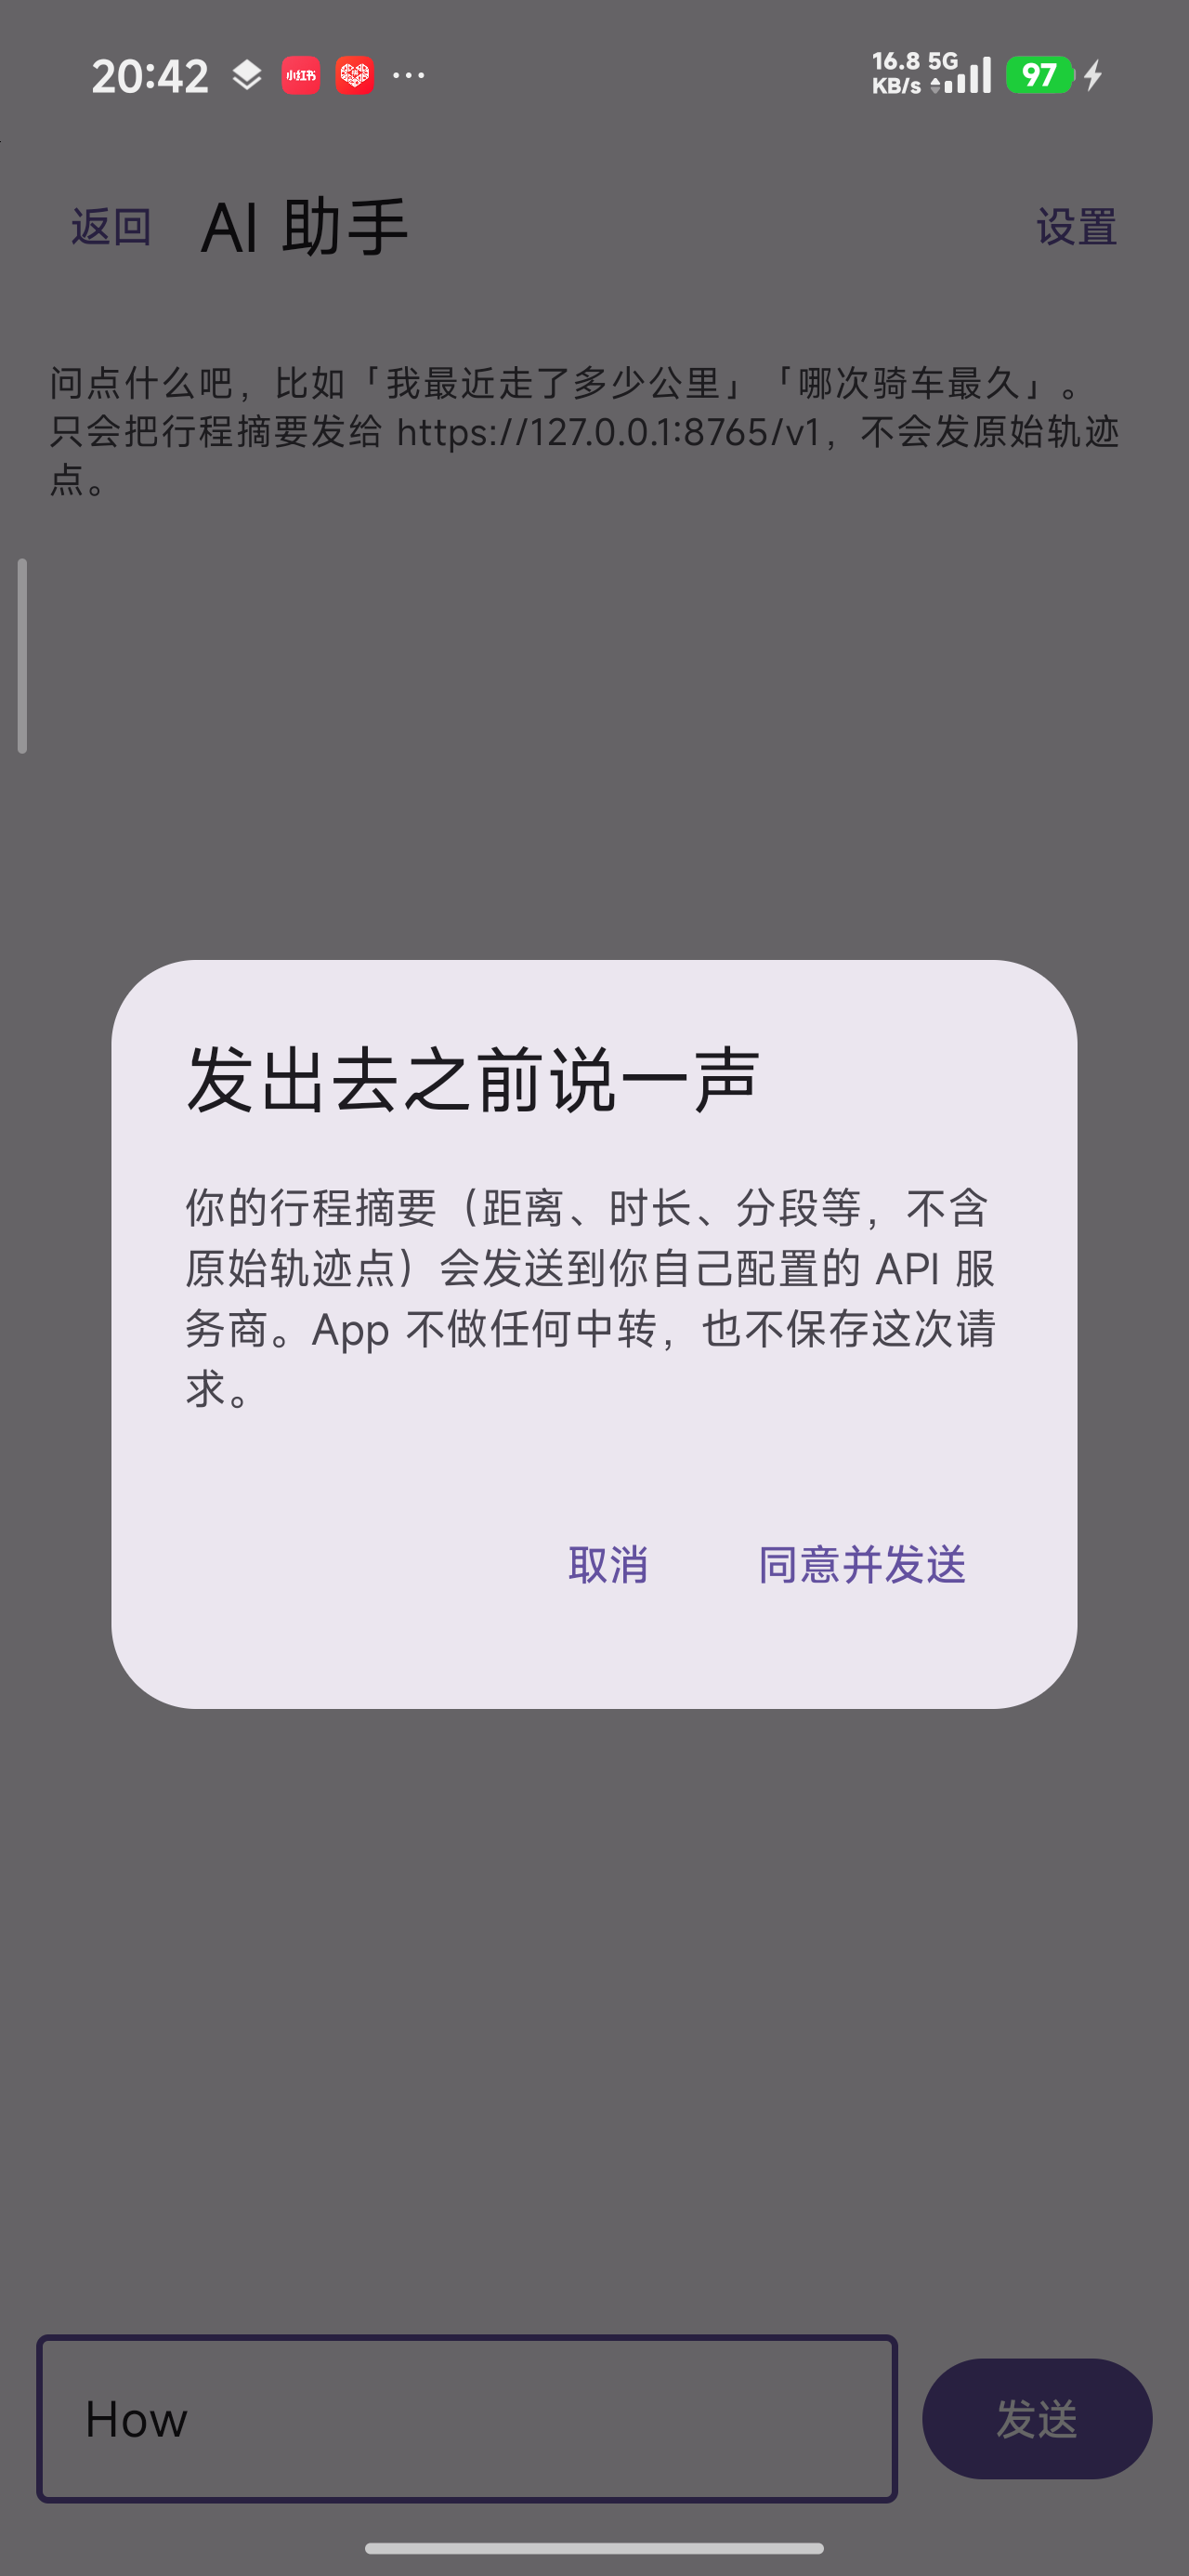 20:42 小红书 ··· 16.8 5G 97
KB/s
返回 AI 助手 设置
问点什么吧，比如「我最近走了多少公里」「哪次骑车最久」。
只会把行程摘要发给 https://127.0.0.1:8765/v1，不会发原始轨迹
点。
发出去之前说一声
你的行程摘要（距离、时长、分段等，不含
原始轨迹点）会发送到你自己配置的 API 服
务商。App 不做任何中转，也不保存这次请
求。
取消 同意并发送
How 发送